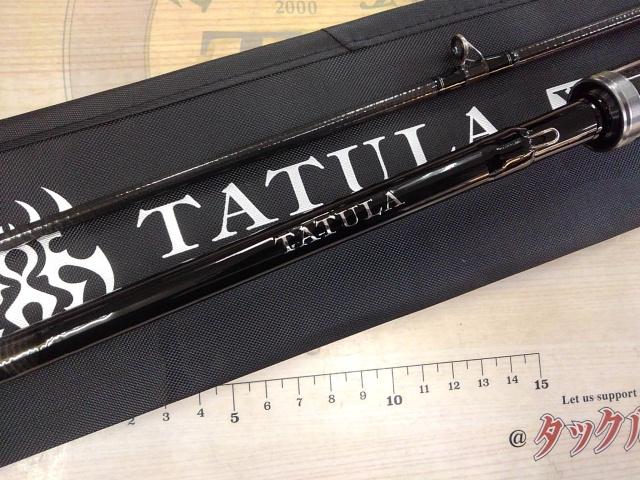 2000
TATULA
TATULA
2 3 4 5 6 7 8 9 10 11 12 13 14 15
Let us support
@ タック